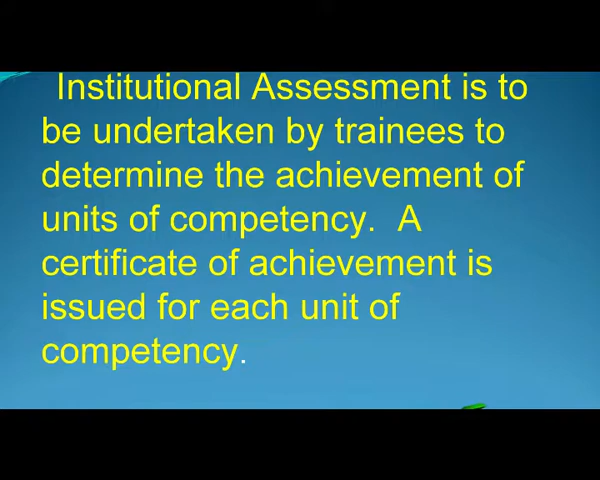 Institutional Assessment is to
be undertaken by trainees to
determine the achievement of
units of competency.  A
certificate of achievement is
issued for each unit of
competency.